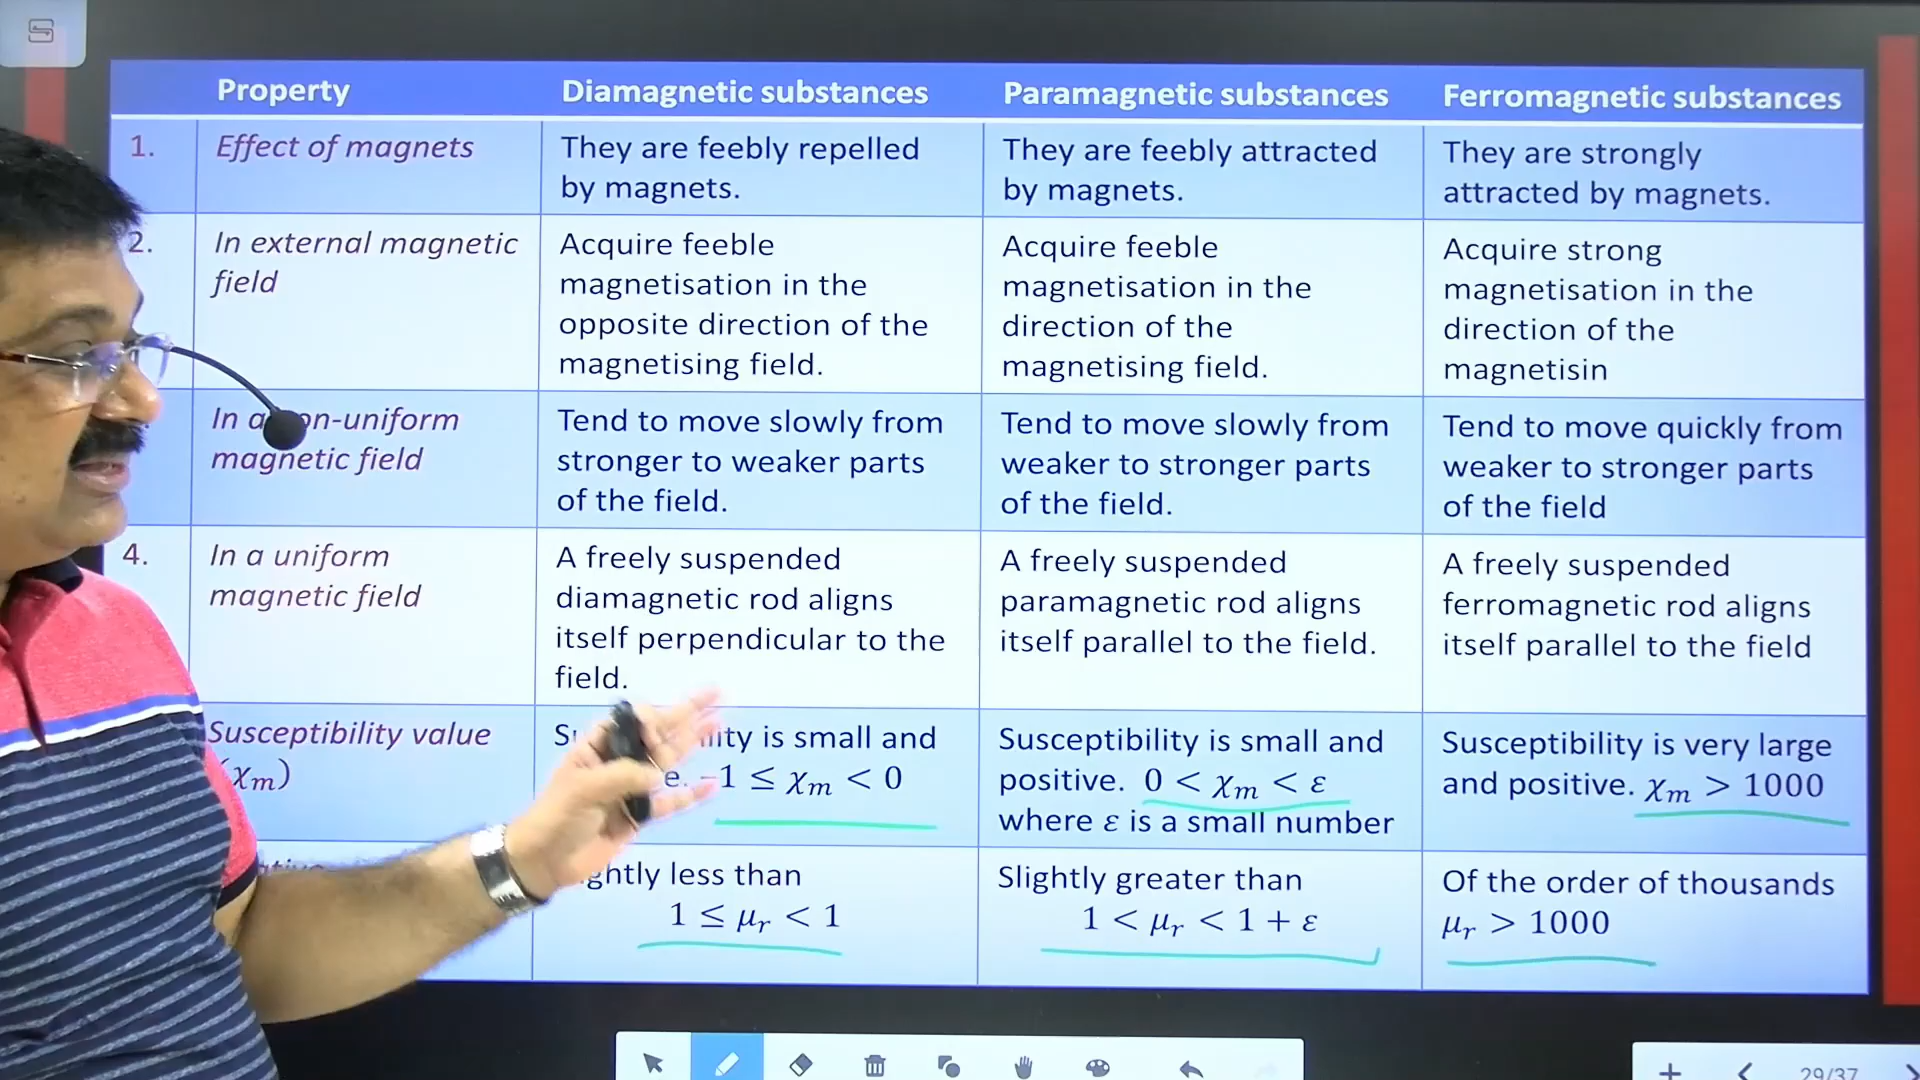 Property
Diamagnetic substances
Paramagnetic substances
Ferromagnetic substances
1.
Effect of magnets
They are feebly repelled
by magnets.
They are feebly attracted
by magnets.
They are strongly
attracted by magnets.
2.
In external magnetic
field
Acquire feeble
magnetisation in the
opposite direction of the
magnetising field.
Acquire feeble
magnetisation in the
direction of the
magnetising field.
Acquire strong
magnetisation in the
direction of the
magnetisin
In a non-uniform
magnetic field
Tend to move slowly from
stronger to weaker parts
of the field.
Tend to move slowly from
weaker to stronger parts
of the field.
Tend to move quickly from
weaker to stronger parts
of the field
4.
In a uniform
magnetic field
A freely suspended
diamagnetic rod aligns
itself perpendicular to the
field.
A freely suspended
paramagnetic rod aligns
itself parallel to the field.
A freely suspended
ferromagnetic rod aligns
itself parallel to the field
Susceptibility value
(χₘ)
is small and
−1 ≤ χₘ < 0
Susceptibility is small and
positive. 0 < χₘ < ε
where ε is a small number
Susceptibility is very large
and positive. χₘ > 1000
less than
1 ≤ μᵣ < 1
Slightly greater than
1 < μᵣ < 1 + ε
Of the order of thousands
μᵣ > 1000
29/37